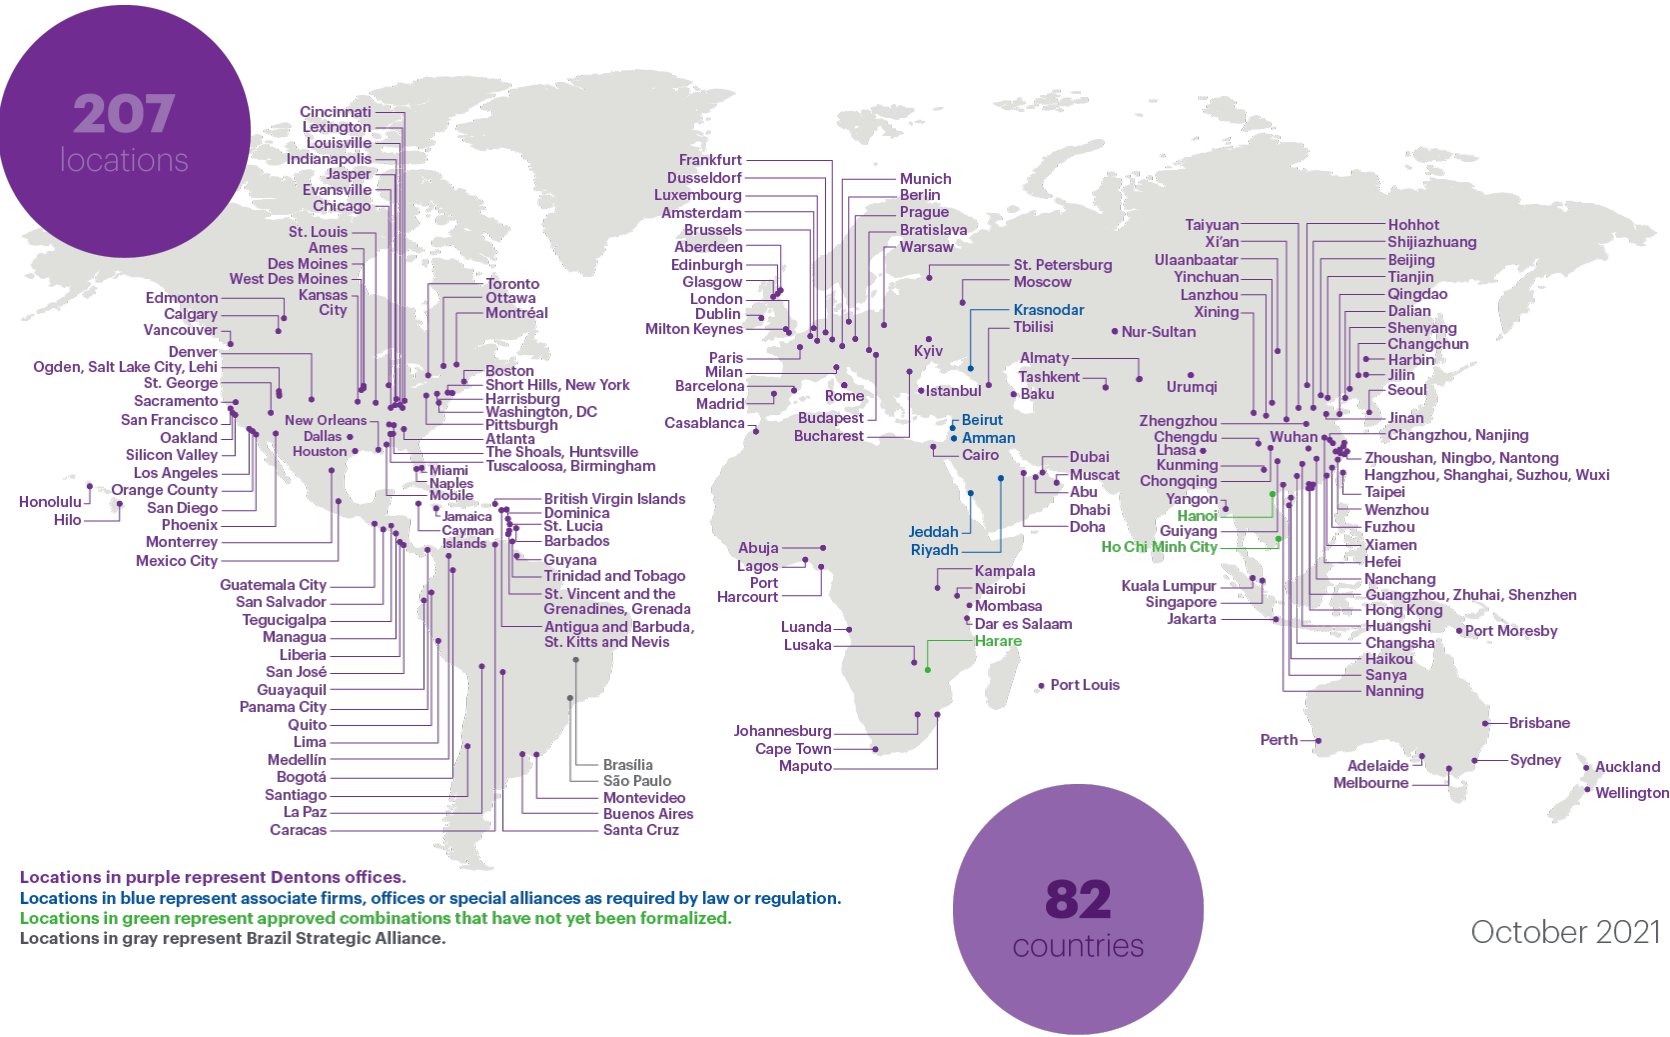 207
locations
Cincinnati
Lexington
Louisville
Indianapolis
Jasper
Evansville
Chicago
St. Louis
Ames
Des Moines
West Des Moines
Kansas
City
Edmonton
Calgary
Vancouver
Denver
Ogden, Salt Lake City, Lehi
St. George
Sacramento
San Francisco
Oakland
Silicon Valley
Los Angeles
Orange County
San Diego
Phoenix
Monterrey
Mexico City
Honolulu
Hilo
New Orleans
Dallas
Houston
Toronto
Ottawa
Montréal
Boston
Short Hills, New York
Harrisburg
Washington, DC
Pittsburgh
Atlanta
The Shoals, Huntsville
Tuscaloosa, Birmingham
Miami
Naples
Mobile
Jamaica
Cayman
Islands
British Virgin Islands
Dominica
St. Lucia
Barbados
Guyana
Trinidad and Tobago
St. Vincent and the
Grenadines, Grenada
Antigua and Barbuda,
St. Kitts and Nevis
Guatemala City
San Salvador
Tegucigalpa
Managua
Liberia
San José
Guayaquil
Panama City
Quito
Lima
Medellín
Bogotá
Santiago
La Paz
Caracas
Brasília
São Paulo
Montevideo
Buenos Aires
Santa Cruz
Frankfurt
Dusseldorf
Luxembourg
Amsterdam
Brussels
Aberdeen
Edinburgh
Glasgow
London
Dublin
Milton Keynes
Paris
Milan
Barcelona
Madrid
Casablanca
Munich
Berlin
Prague
Bratislava
Warsaw
Rome
Budapest
Bucharest
St. Petersburg
Moscow
Krasnodar
Tbilisi
Kyiv
Istanbul
Nur-Sultan
Almaty
Tashkent
Baku
Urumqi
Beirut
Amman
Cairo
Dubai
Muscat
Abu
Dhabi
Doha
Jeddah
Riyadh
Abuja
Lagos
Port
Harcourt
Luanda
Lusaka
Kampala
Nairobi
Mombasa
Dar es Salaam
Harare
Port Louis
Johannesburg
Cape Town
Maputo
Taiyuan
Xi’an
Ulaanbaatar
Yinchuan
Lanzhou
Xining
Hohhot
Shijiazhuang
Beijing
Tianjin
Qingdao
Dalian
Shenyang
Changchun
Harbin
Jilin
Seoul
Jinan
Zhengzhou
Chengdu
Wuhan
Lhasa
Kunming
Chongqing
Yangon
Hanoi
Guiyang
Ho Chi Minh City
Kuala Lumpur
Singapore
Jakarta
Changzhou, Nanjing
Zhoushan, Ningbo, Nantong
Hangzhou, Shanghai, Suzhou, Wuxi
Taipei
Wenzhou
Fuzhou
Xiamen
Hefei
Nanchang
Guangzhou, Zhuhai, Shenzhen
Hong Kong
Huangshi
Changsha
Haikou
Sanya
Nanning
Port Moresby
Brisbane
Perth
Sydney
Adelaide
Melbourne
Auckland
Wellington
Locations in purple represent Dentons offices.
Locations in blue represent associate firms, offices or special alliances as required by law or regulation.
Locations in green represent approved combinations that have not yet been formalized.
Locations in gray represent Brazil Strategic Alliance.
82
countries
October 2021